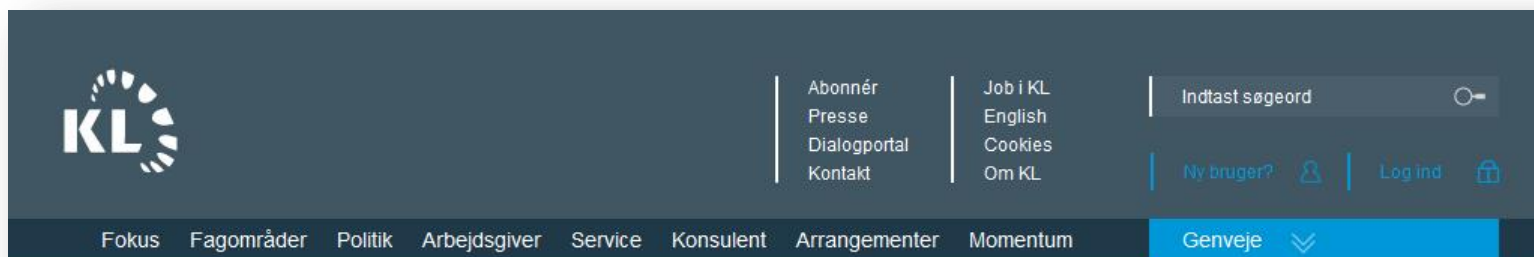 KL
Abonnér
Presse
Dialogportal
Kontakt
Job i KL
English
Cookies
Om KL
Indtast søgeord
Ny bruger? Log ind
Fokus Fagområder Politik Arbejdsgiver Service Konsulent Arrangementer Momentum Genveje